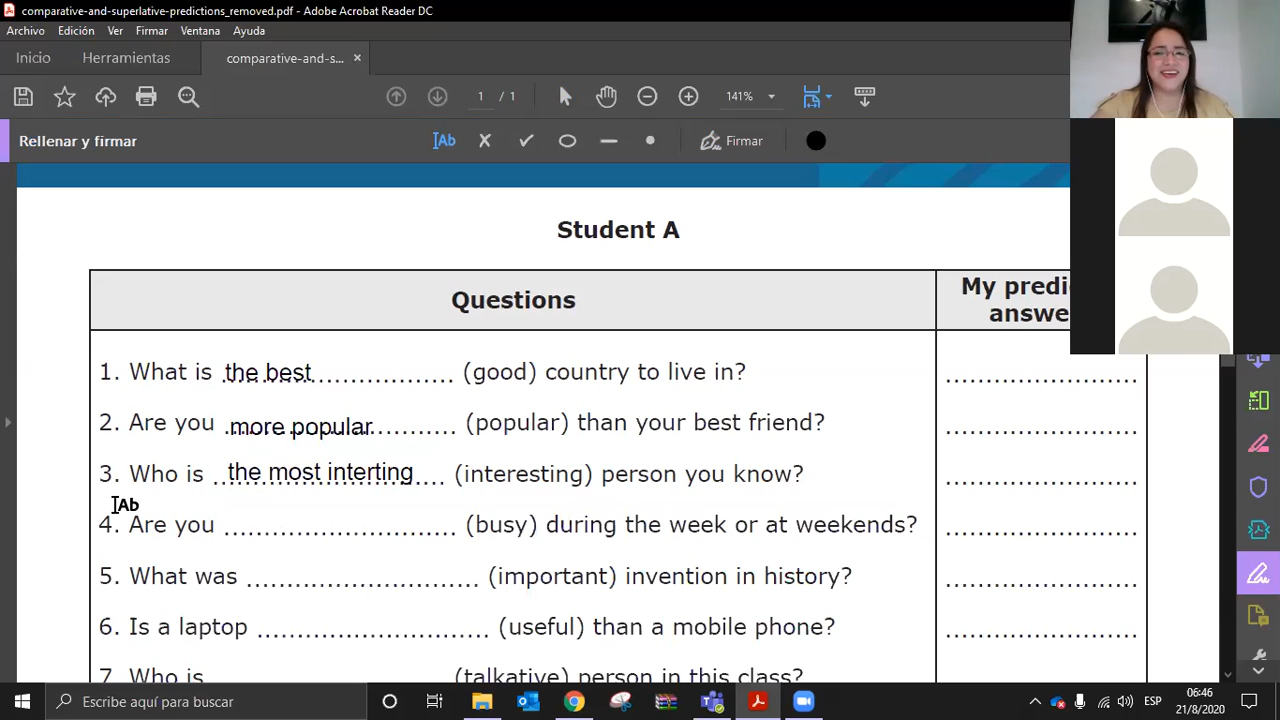 comparative-and-superlative-predictions_removed.pdf - Adobe Acrobat Reader DC
Archivo Edición Ver Firmar Ventana Ayuda
Inicio Herramientas comparative-and-s... ×
1 / 1 141%
Rellenar y firmar Ab Firmar
Student A
Questions
My predi
answe
1. What is the best (good) country to live in?
2. Are you more popular (popular) than your best friend?
3. Who is the most interting (interesting) person you know?
Ab
4. Are you (busy) during the week or at weekends?
5. What was (important) invention in history?
6. Is a laptop (useful) than a mobile phone?
7. Who is (talkative) person in this class?
Escribe aquí para buscar
ESP
06:46
21/8/2020